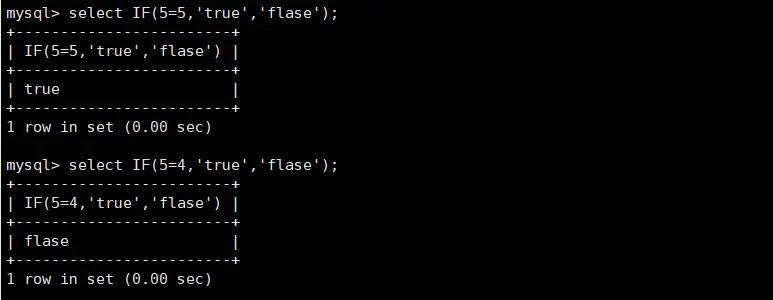 mysql> select IF(5=5,'true','flase');
+------------------------+
| IF(5=5,'true','flase') |
+------------------------+
| true                   |
+------------------------+
1 row in set (0.00 sec)

mysql> select IF(5=4,'true','flase');
+------------------------+
| IF(5=4,'true','flase') |
+------------------------+
| flase                  |
+------------------------+
1 row in set (0.00 sec)